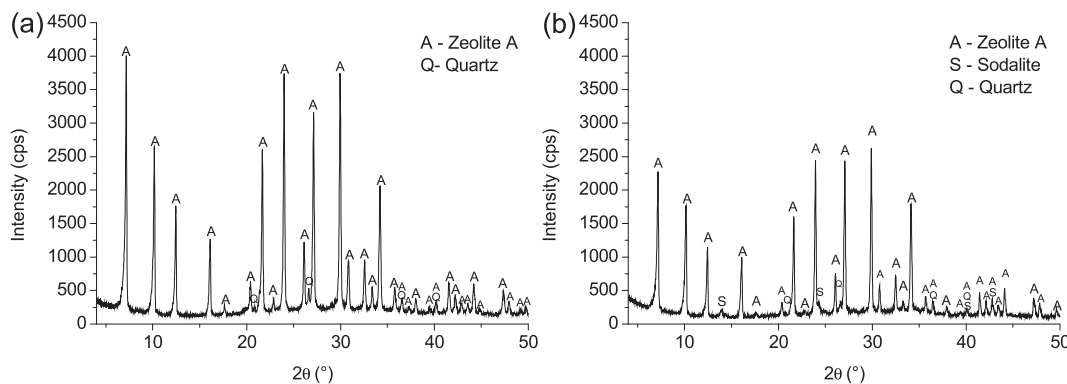 (a)
4500
4000
3500
3000
2500
2000
1500
1000
500
0
Intensity (cps)
A - Zeolite A
Q- Quartz
A
A
A
A
A
A
Q
A
A
A
A
Q
A
A
A
A
A
A
A
A
Q
A
A
A
A
Q
A
A
A
A
A
A
A
A
10 20 30 40 50
2θ (°)
(b)
4500
4000
3500
3000
2500
2000
1500
1000
500
0
Intensity (cps)
A - Zeolite A
S - Sodalite
Q - Quartz
A
A
A
S
A
A
A
Q
A
A
A
S
A
Q
A
A
A
A
A
A
A
A
Q
A
A
A
Q
S
A
A
A
S
A
A
A
A
A
10 20 30 40 50
2θ (°)